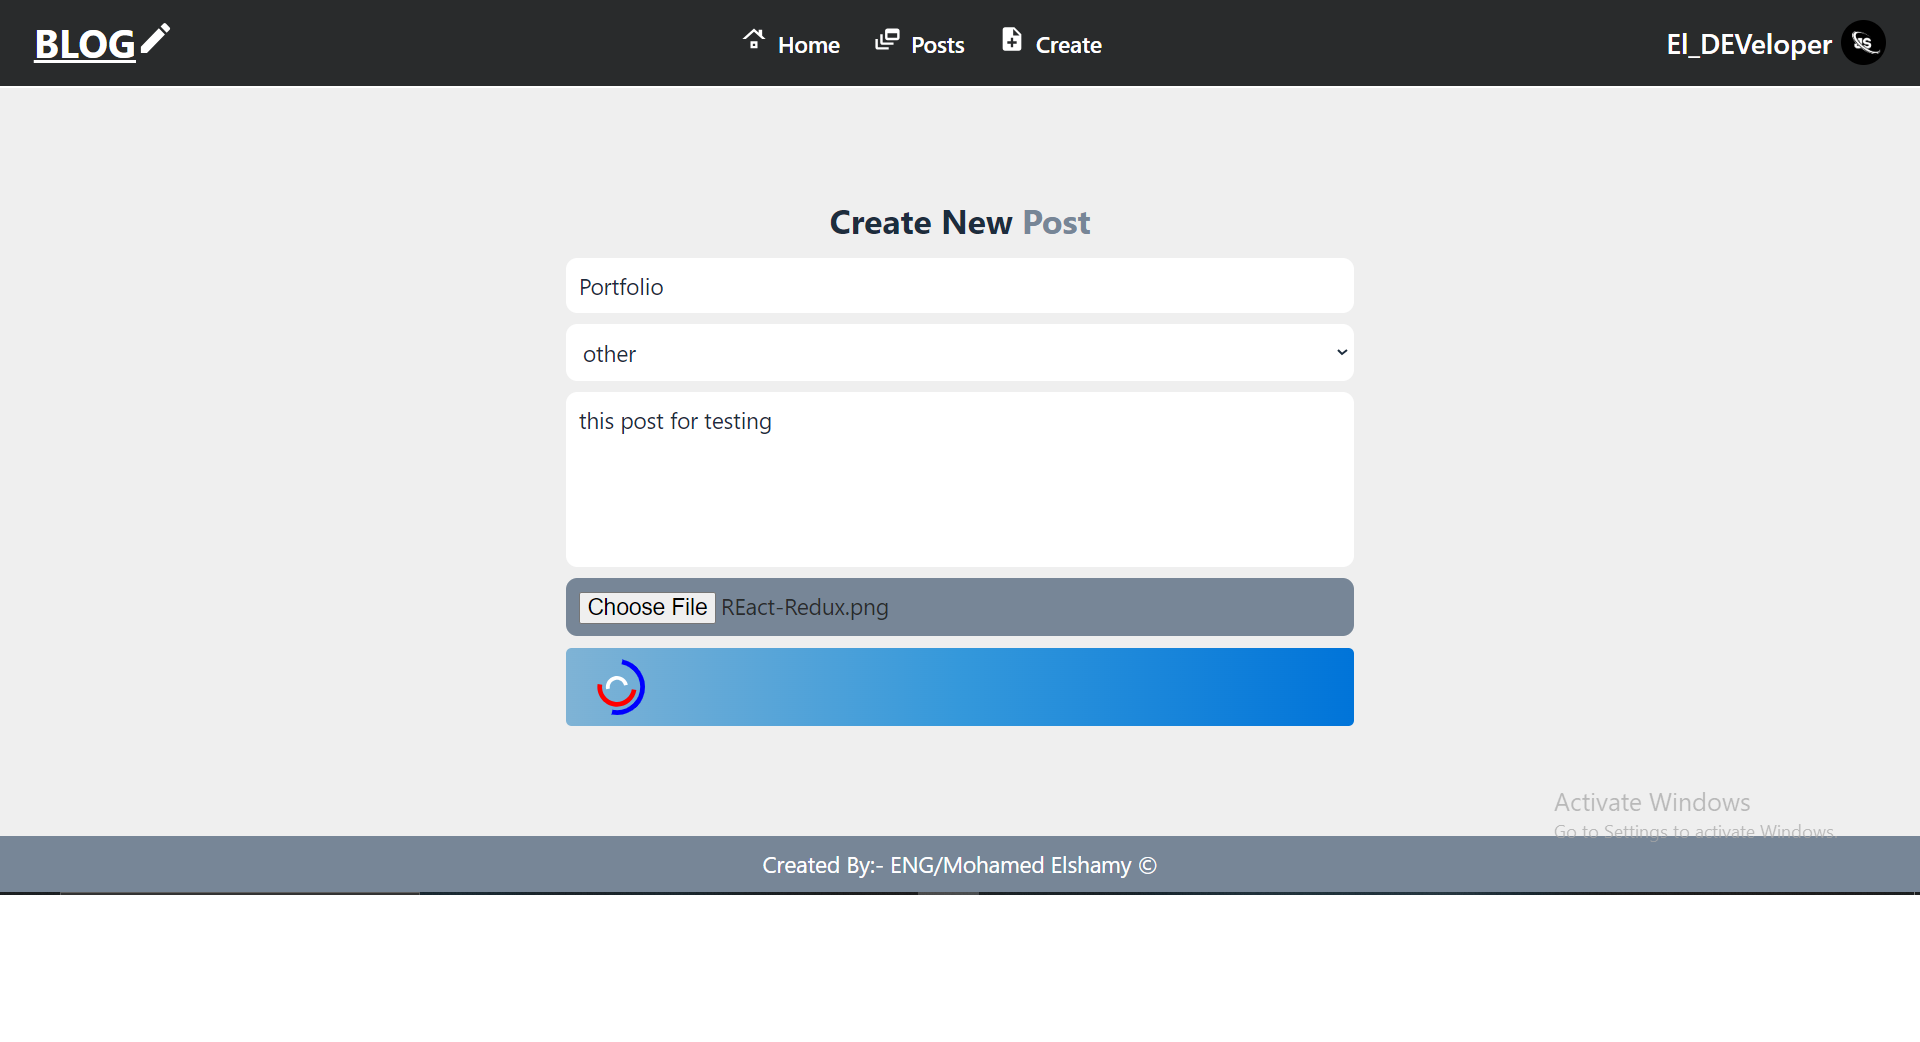 BLOG
Home
Posts
Create
El_DEVeloper
Create New Post
Portfolio
other
this post for testing
Choose File REact-Redux.png
Activate Windows
Go to Settings to activate Windows.
Created By:- ENG/Mohamed Elshamy ©